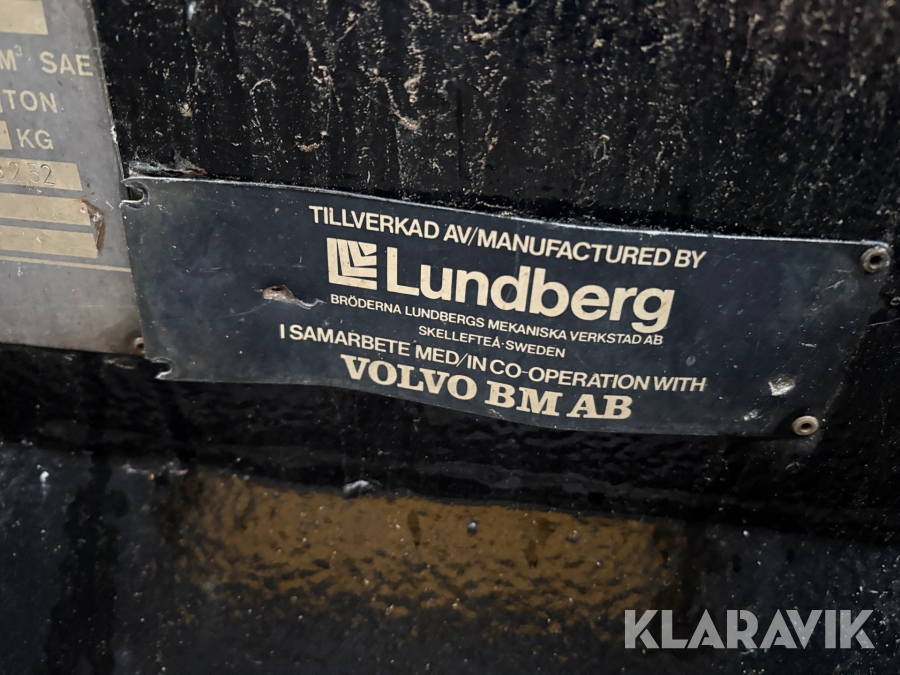 M³ SAE
TON
KG
TILLVERKAD AV/MANUFACTURED BY
Lundberg
BRÖDERNA LUNDBERGS MEKANISKA VERKSTAD AB
SKELLEFTEÅ-SWEDEN
I SAMARBETE MED/IN CO-OPERATION WITH
VOLVO BM AB
KLARAVIK